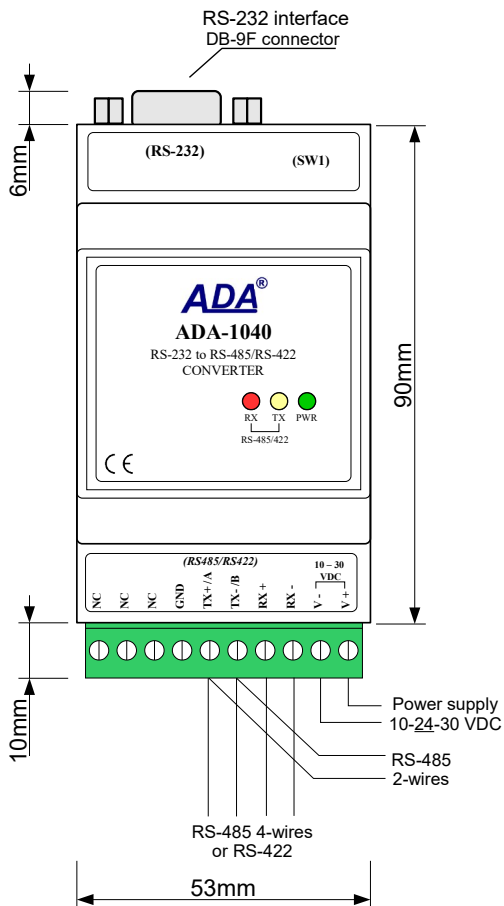 RS-232 interface
DB-9F connector
6mm
(RS-232)
(SW1)
ADA®
ADA-1040
RS-232 to RS-485/RS-422
CONVERTER
RX TX PWR
RS-485/422
CE
90mm
(RS485/RS422)
10 – 30
VDC
NC NC NC GND TX+/A TX-/B RX+ RX - V - V +
10mm
Power supply
10-24-30 VDC
RS-485
2-wires
RS-485 4-wires
or RS-422
53mm